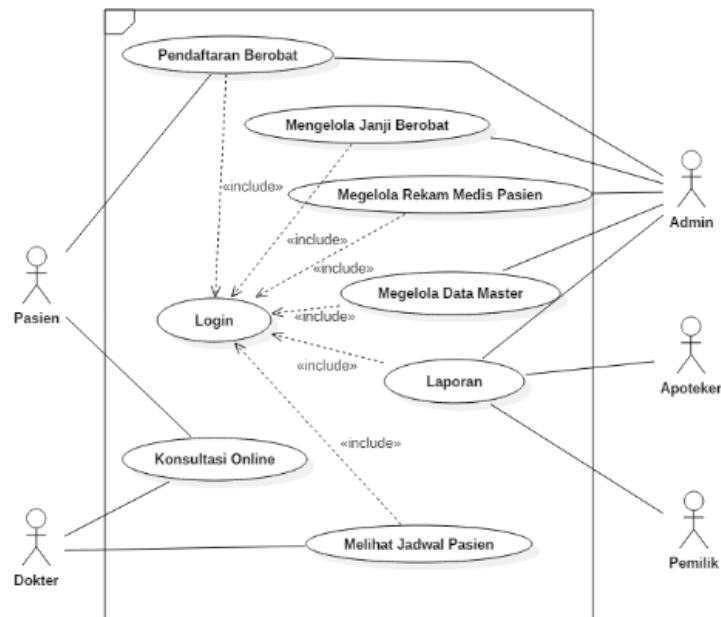 Pendaftaran Berobat
Mengelola Janji Berobat
«include»
Megelola Rekam Medis Pasien
Admin
«include»
«include»
Pasien
Megelola Data Master
Login
«include»
«include»
Laporan
Apoteker
«include»
Konsultasi Online
Melihat Jadwal Pasien
Dokter
Pemilik